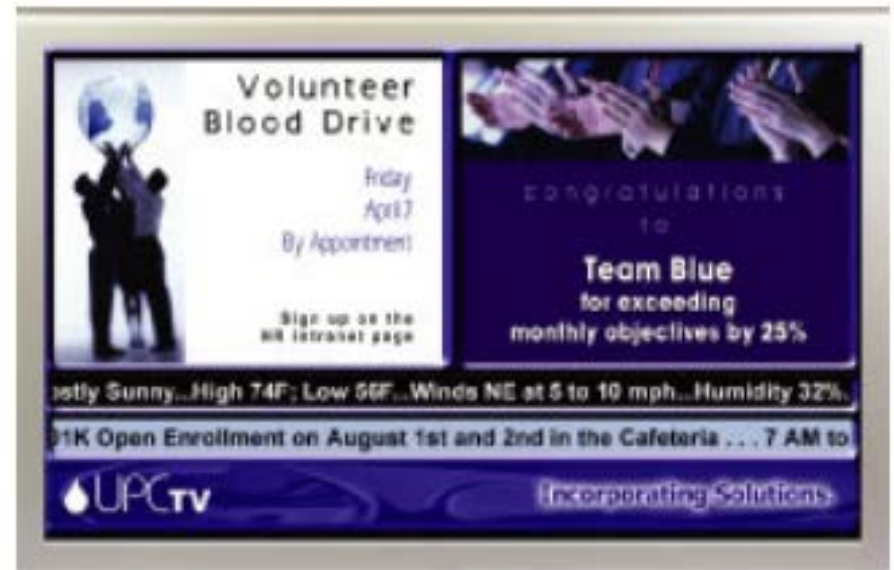 Volunteer
Blood Drive
Friday
April 7
By Appointment
Sign up on the
HR intranet page
congratulations
to
Team Blue
for exceeding
monthly objectives by 25%
ostly Sunny...High 74F; Low 56F...Winds NE at 5 to 10 mph...Humidity 32%.
01K Open Enrollment on August 1st and 2nd in the Cafeteria . . . 7 AM to
UPCTV
Incorporating Solutions